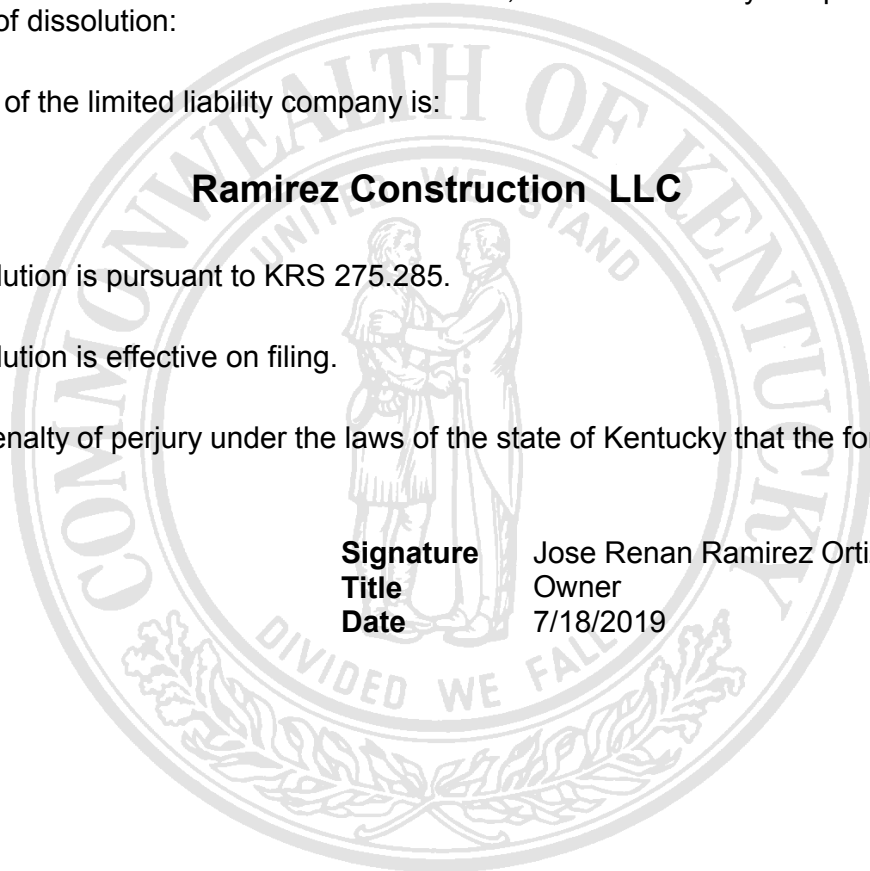 of dissolution:
of the limited liability company is:
Ramirez Construction LLC
lution is pursuant to KRS 275.285.
lution is effective on filing.
enalty of perjury under the laws of the state of Kentucky that the for
Signature Jose Renan Ramirez Orti
Title Owner
Date 7/18/2019
COMMONWEALTH OF KENTUCKY
UNITED WE STAND
DIVIDED WE FALL